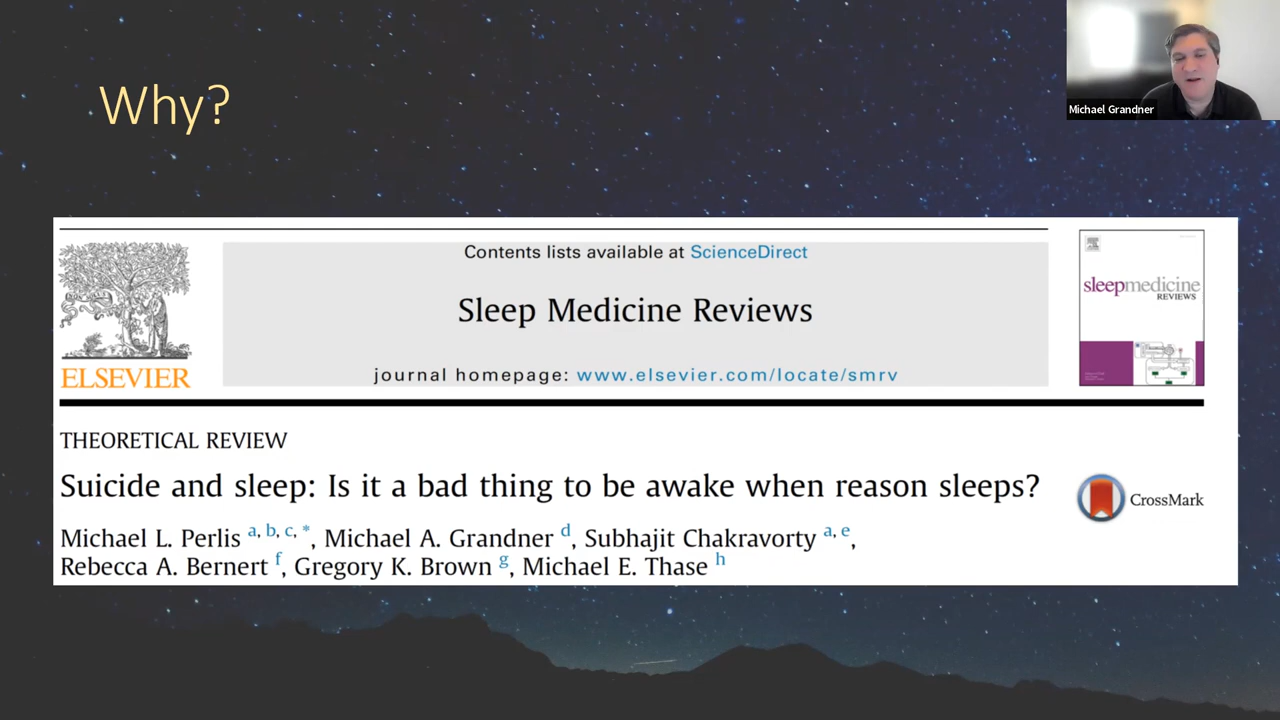 Why?
Michael Grandner
Contents lists available at ScienceDirect
Sleep Medicine Reviews
journal homepage: www.elsevier.com/locate/smrv
ELSEVIER
sleepmedicine
REVIEWS
THEORETICAL REVIEW
Suicide and sleep: Is it a bad thing to be awake when reason sleeps?
CrossMark
Michael L. Perlis a, b, c, *, Michael A. Grandner d, Subhajit Chakravorty a, e,
Rebecca A. Bernert f, Gregory K. Brown g, Michael E. Thase h